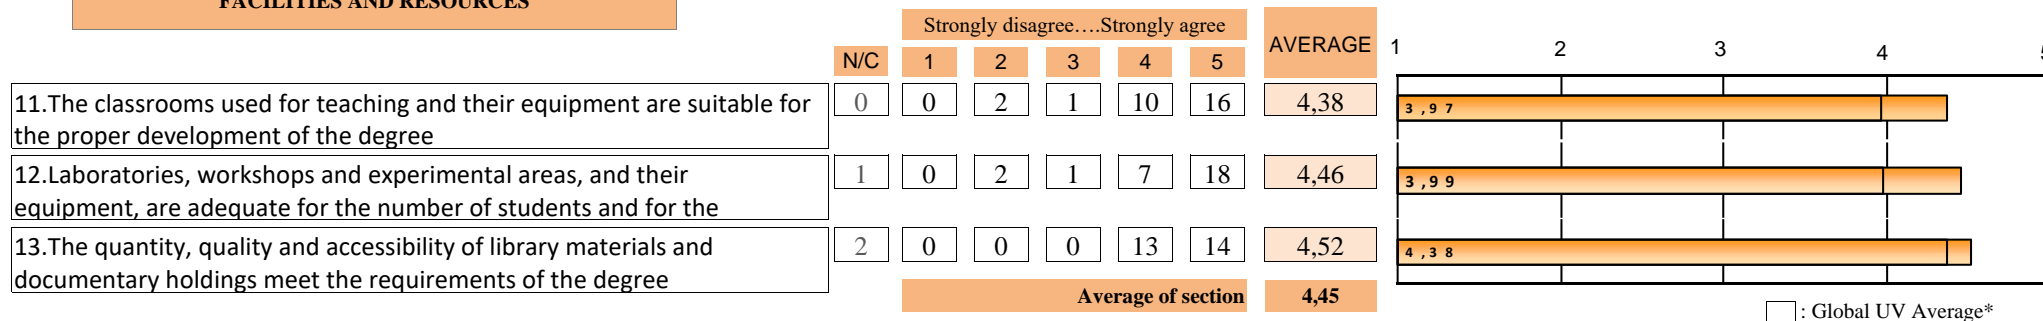 FACILITIES AND RESOURCES
Strongly disagree….Strongly agree
AVERAGE
N/C 1 2 3 4 5
1 2 3 4 5
11.The classrooms used for teaching and their equipment are suitable for
the proper development of the degree
0 0 2 1 10 16 4,38
3,97
12.Laboratories, workshops and experimental areas, and their
equipment, are adequate for the number of students and for the
1 0 2 1 7 18 4,46
3,99
13.The quantity, quality and accessibility of library materials and
documentary holdings meet the requirements of the degree
2 0 0 0 13 14 4,52
4,38
Average of section 4,45
: Global UV Average*